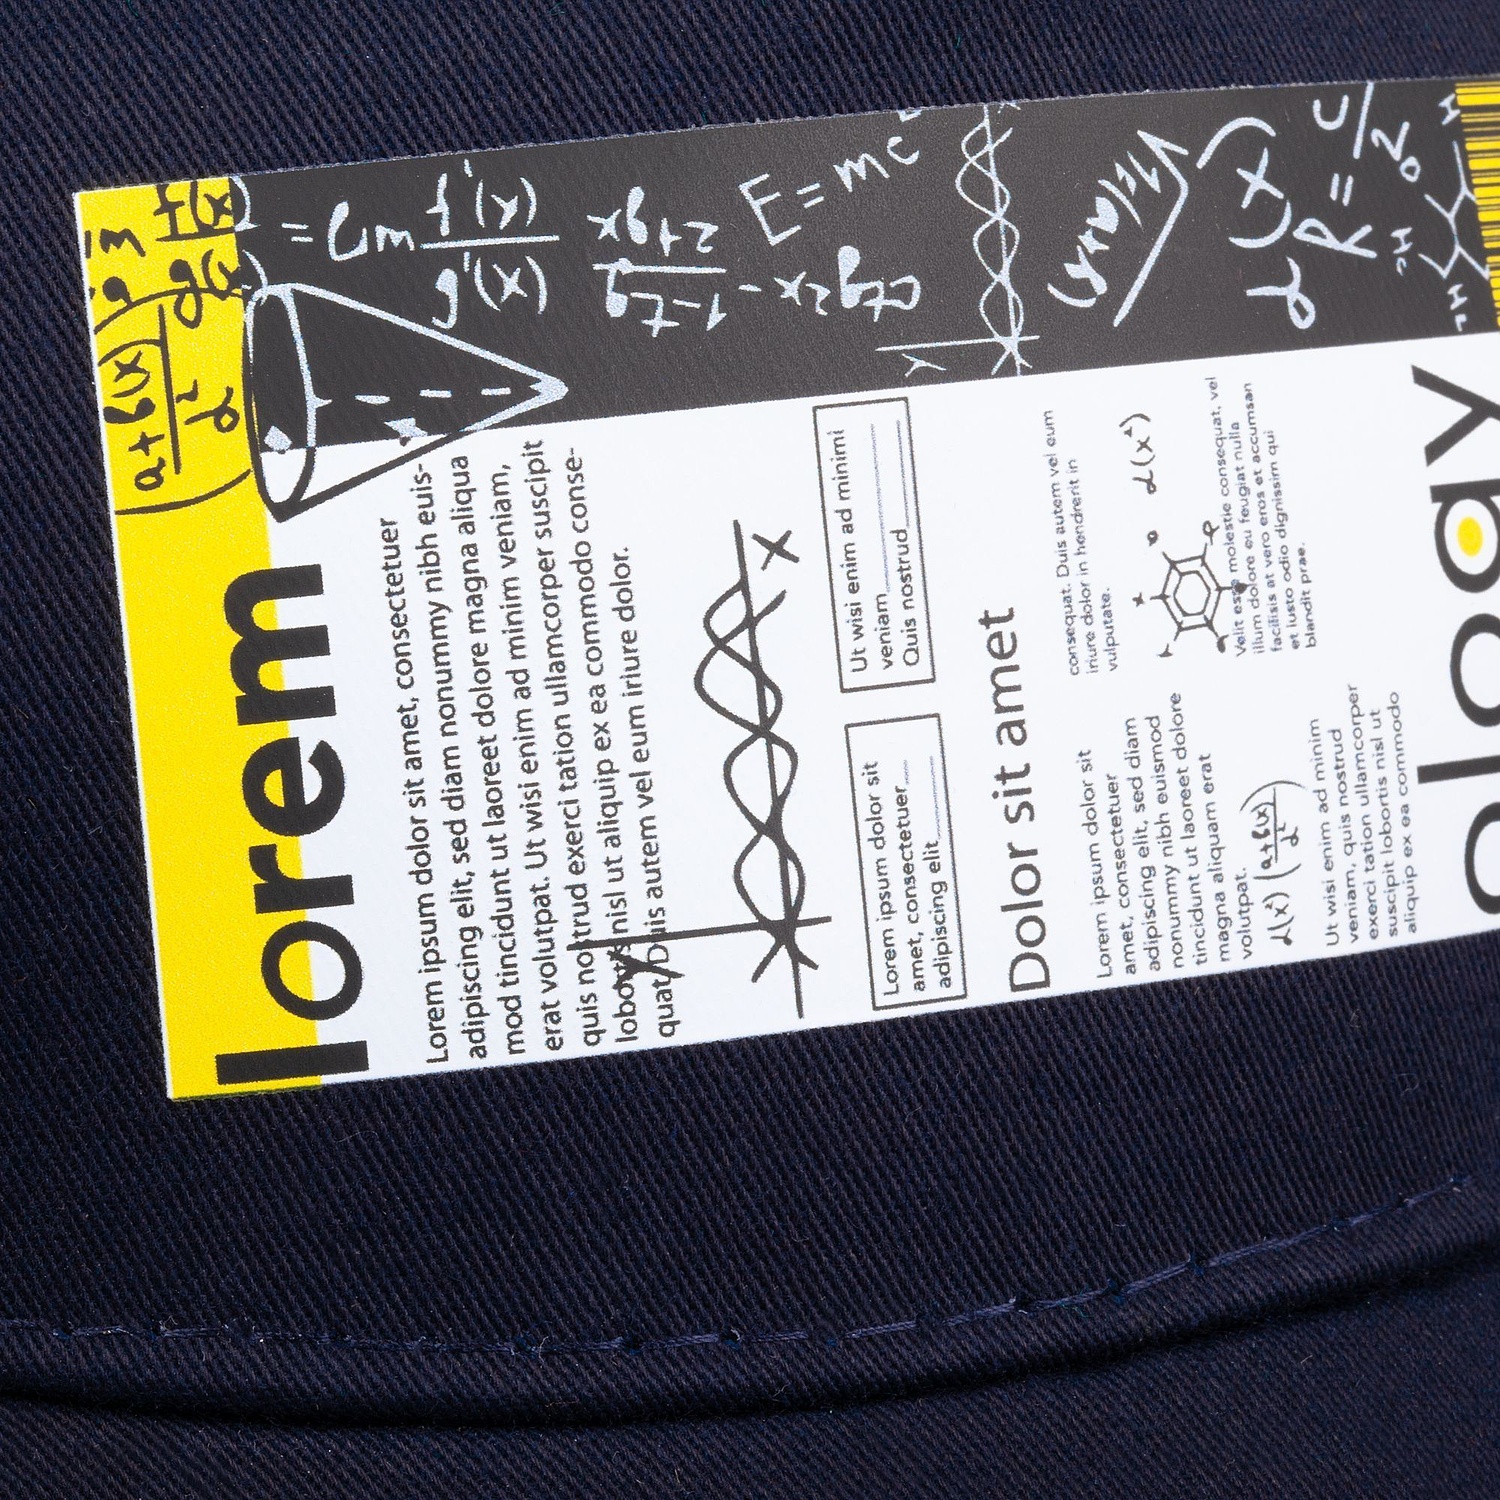 lorem
Lorem ipsum dolor sit amet, consectetuer
adipiscing elit, sed diam nonummy nibh euis-
mod tincidunt ut laoreet dolore magna aliqua
erat volutpat. Ut wisi enim ad minim veniam,
quis nostrud exerci tation ullamcorper suscipit
lobortis nisl ut aliquip ex ea commodo conse-
quat. Duis autem vel eum iriure dolor.
X
Y
Lorem ipsum dolor sit
amet, consectetuer
adipiscing elit
Ut wisi enim ad minimi
veniam
Quis nostrud
Dolor sit amet
Lorem ipsum dolor sit
amet, consectetuer
adipiscing elit, sed diam
nonummy nibh euismod
tincidunt ut laoreet dolore
magna aliquam erat
volutpat.
Ut wisi enim ad minim
veniam, quis nostrud
exerci tation ullamcorper
suscipit lobortis nisl ut
aliquip ex ea commodo
consequat. Duis autem vel eum
iriure dolor in hendrerit in
vulputate.
Velit esse molestie consequat, vel
illum dolore eu feugiat nulla
facilisis at vero eros et accumsan
et iusto odio dignissim qui
blandit prae.
ology
E = mc
R = C